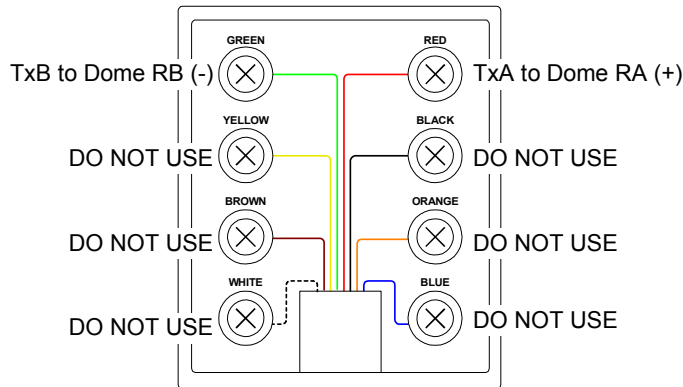 GREEN
RED
TxB to Dome RB (-)
TxA to Dome RA (+)
YELLOW
BLACK
DO NOT USE
DO NOT USE
BROWN
ORANGE
DO NOT USE
DO NOT USE
WHITE
BLUE
DO NOT USE
DO NOT USE